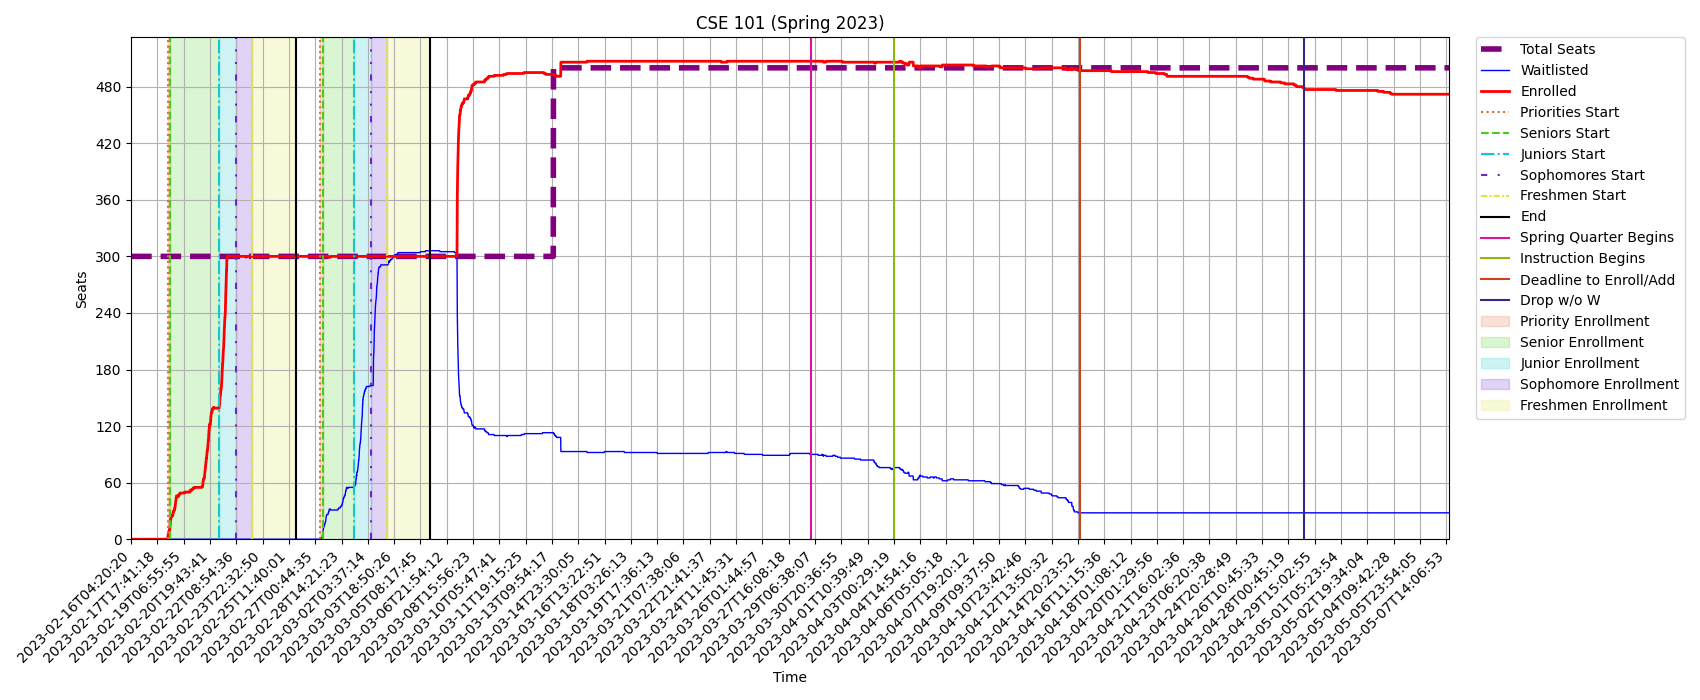 CSE 101 (Spring 2023)
Seats
480
420
360
300
240
180
120
60
0
2023-02-16T04:20:20
2023-02-17T17:41:18
2023-02-19T06:55:55
2023-02-20T19:43:41
2023-02-22T08:54:36
2023-02-23T22:32:50
2023-02-25T11:40:01
2023-02-27T00:44:35
2023-02-28T14:21:23
2023-03-02T03:37:14
2023-03-03T18:50:26
2023-03-05T08:17:45
2023-03-06T21:54:12
2023-03-08T15:56:23
2023-03-10T05:47:41
2023-03-11T19:15:25
2023-03-13T09:54:17
2023-03-14T23:30:05
2023-03-16T13:22:51
2023-03-18T03:26:13
2023-03-19T17:36:13
2023-03-21T07:38:06
2023-03-22T21:41:37
2023-03-24T11:45:31
2023-03-26T01:44:57
2023-03-27T16:08:18
2023-03-29T06:38:07
2023-03-30T20:36:55
2023-04-01T10:39:49
2023-04-03T00:29:19
2023-04-04T14:54:16
2023-04-06T05:05:18
2023-04-07T19:20:12
2023-04-09T09:37:50
2023-04-10T23:42:46
2023-04-12T13:50:32
2023-04-14T04:23:52
2023-04-16T11:15:36
2023-04-18T01:08:12
2023-04-20T01:29:56
2023-04-21T16:02:36
2023-04-23T06:20:38
2023-04-24T20:28:49
2023-04-26T10:45:33
2023-04-28T00:45:19
2023-04-29T15:02:55
2023-05-01T05:23:54
2023-05-02T19:34:04
2023-05-04T09:42:28
2023-05-05T23:54:05
2023-05-07T14:06:53
Time
Total Seats
Waitlisted
Enrolled
Priorities Start
Seniors Start
Juniors Start
Sophomores Start
Freshmen Start
End
Spring Quarter Begins
Instruction Begins
Deadline to Enroll/Add
Drop w/o W
Priority Enrollment
Senior Enrollment
Junior Enrollment
Sophomore Enrollment
Freshmen Enrollment